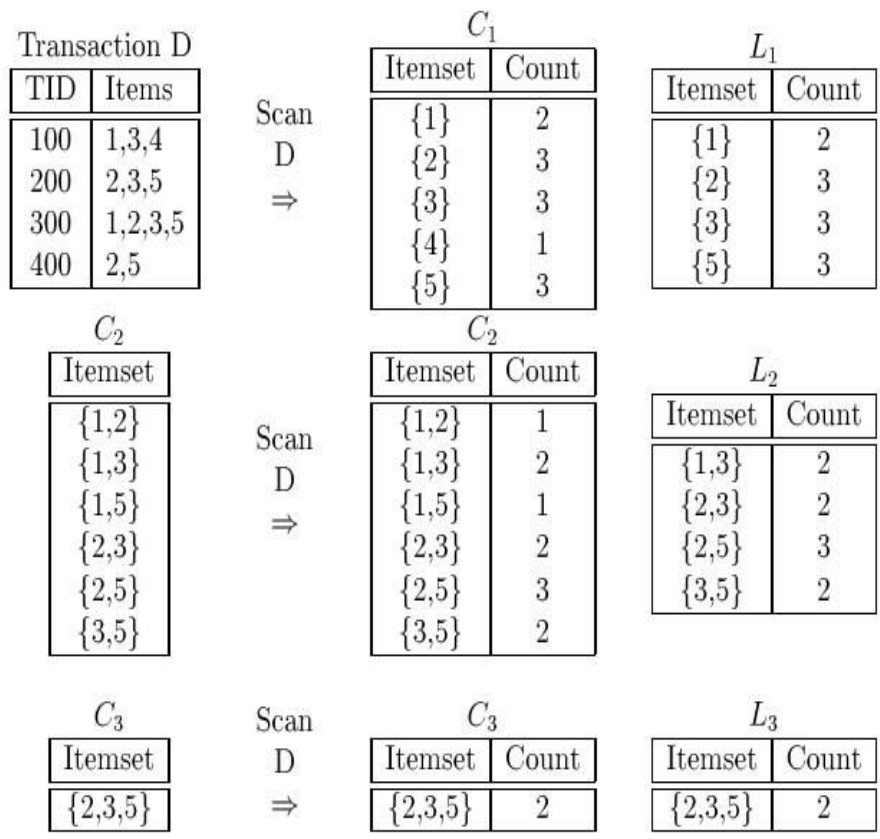 Transaction D
TID Items
100 1,3,4
200 2,3,5
300 1,2,3,5
400 2,5
Scan
D
⇒
C₁
Itemset Count
{1} 2
{2} 3
{3} 3
{4} 1
{5} 3
L₁
Itemset Count
{1} 2
{2} 3
{3} 3
{5} 3
C₂
Itemset
{1,2}
{1,3}
{1,5}
{2,3}
{2,5}
{3,5}
Scan
D
⇒
C₂
Itemset Count
{1,2} 1
{1,3} 2
{1,5} 1
{2,3} 2
{2,5} 3
{3,5} 2
L₂
Itemset Count
{1,3} 2
{2,3} 2
{2,5} 3
{3,5} 2
C₃
Itemset
{2,3,5}
Scan
D
⇒
C₃
Itemset Count
{2,3,5} 2
L₃
Itemset Count
{2,3,5} 2